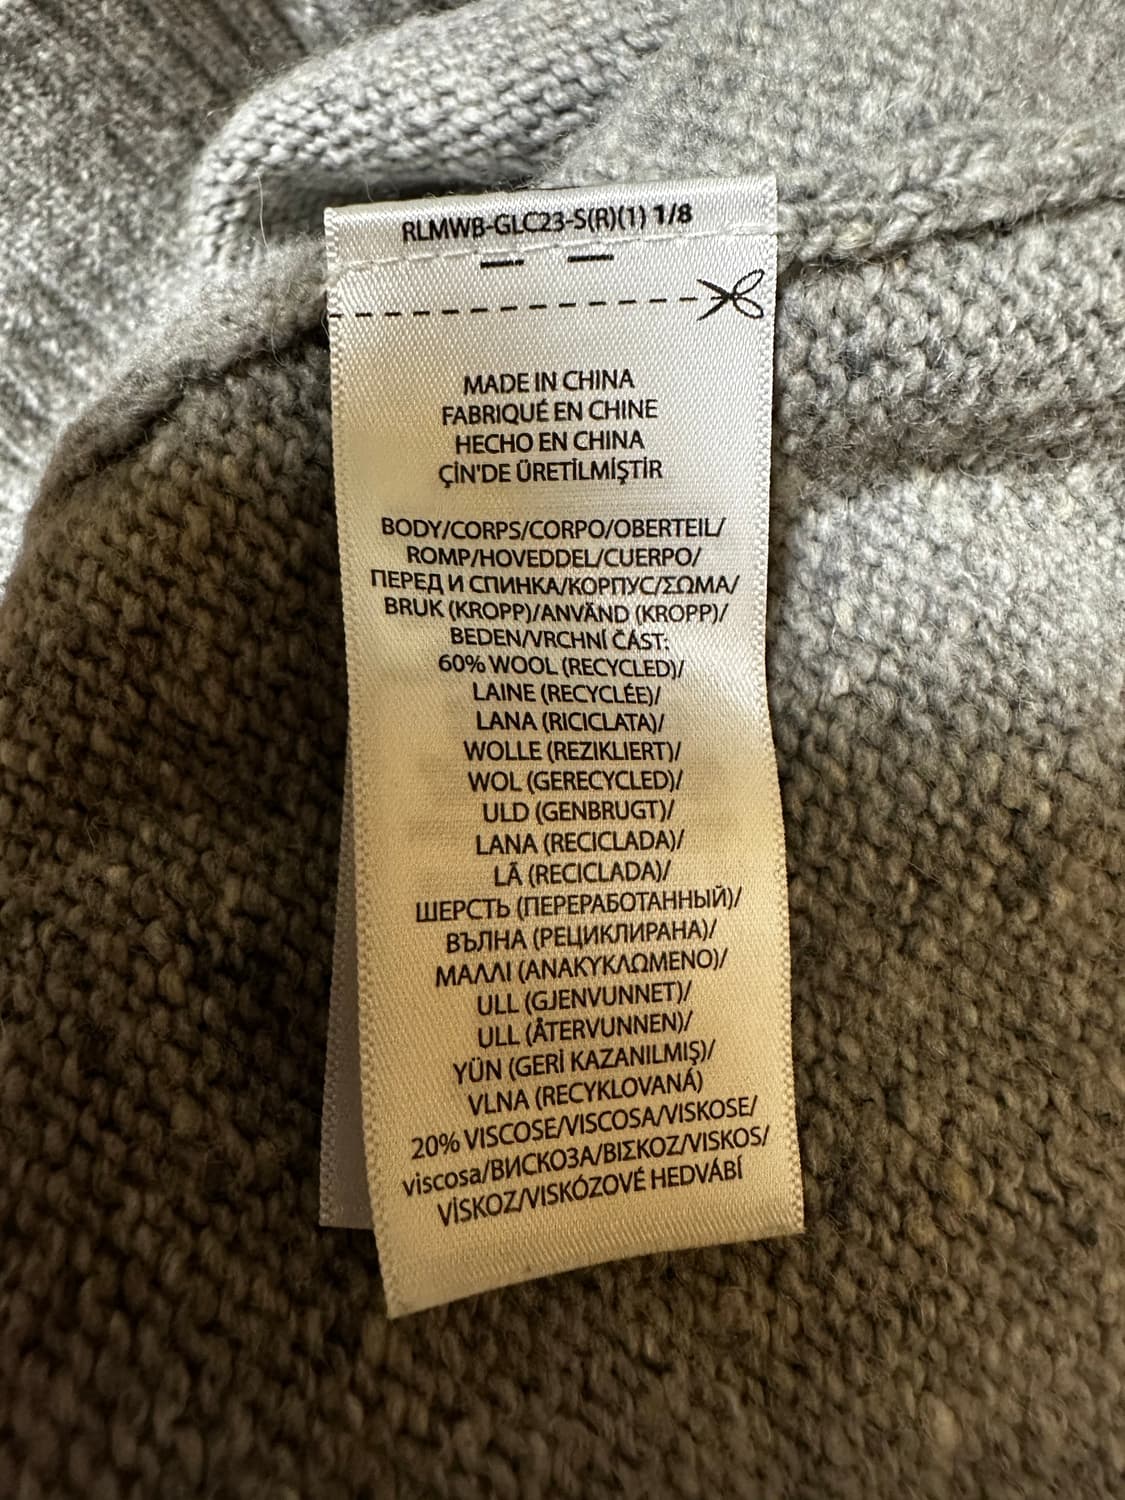 RLMWB-GLC23-S(R)(1) 1/8
MADE IN CHINA
FABRIQUÉ EN CHINE
HECHO EN CHINA
ÇİN'DE ÜRETİLMİŞTİR
BODY/CORPS/CORPO/OBERTEIL/
ROMP/HOVEDDEL/CUERPO/
ПЕРЕД И СПИНКА/КОРПУС/ΣΩΜΑ/
BRUK (KROPP)/ANVÄND (KROPP)/
BEDEN/VRCHNÍ ČÁST:
60% WOOL (RECYCLED)/
LAINE (RECYCLÉE)/
LANA (RICICLATA)/
WOLLE (REZIKLIERT)/
WOL (GERECYCLED)/
ULD (GENBRUGT)/
LANA (RECICLADA)/
LÃ (RECICLADA)/
ШЕРСТЬ (ПЕРЕРАБОТАННЫЙ)/
ВЪЛНА (РЕЦИКЛИРАНА)/
ΜΑΛΛΙ (ΑΝΑΚΥΚΛΩΜΕΝΟ)/
ULL (GJENVUNNET)/
ULL (ÅTERVUNNEN)/
YÜN (GERİ KAZANILMIŞ)/
VLNA (RECYKLOVANÁ)
20% VISCOSE/VISCOSA/VISKOSE/
viscosa/ВИСКОЗА/ΒΙΣΚΟΖ/VISKOS/
VİSKOZ/VISKÓZOVÉ HEDVÁBÍ